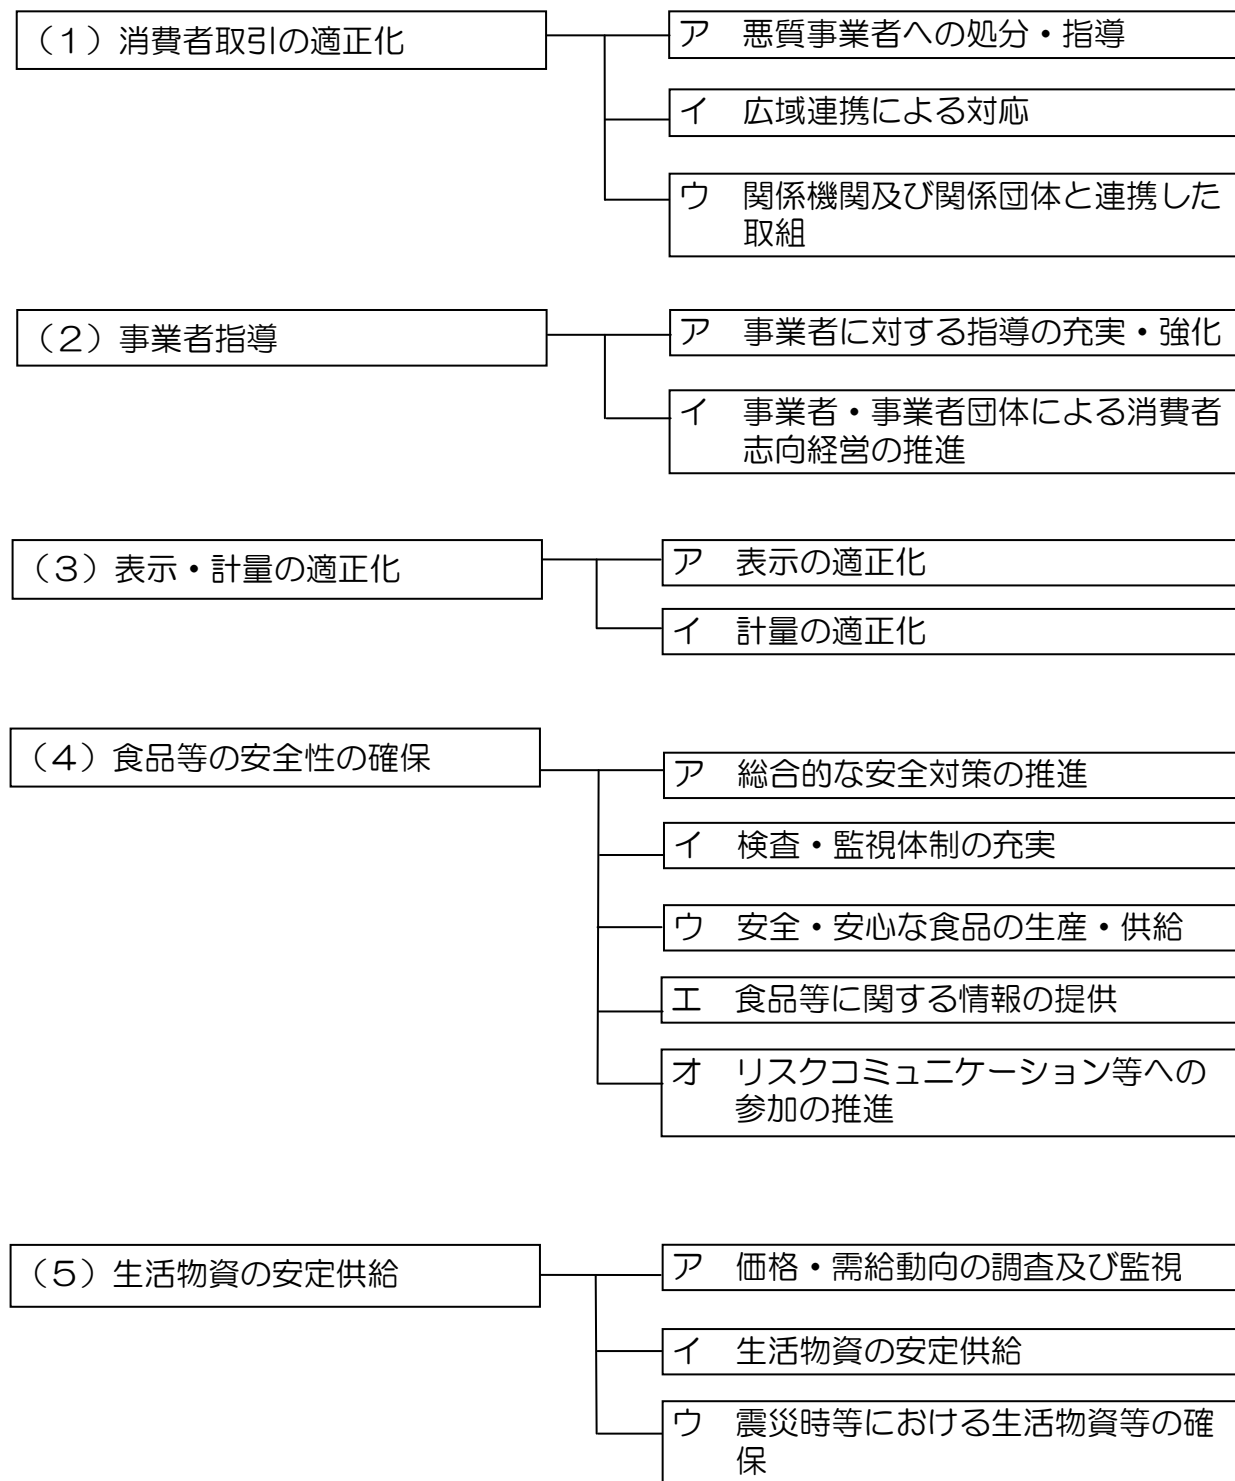 （１）消費者取引の適正化
ア　悪質事業者への処分・指導
イ　広域連携による対応
ウ　関係機関及び関係団体と連携した
取組
（２）事業者指導
ア　事業者に対する指導の充実・強化
イ　事業者・事業者団体による消費者
志向経営の推進
（３）表示・計量の適正化
ア　表示の適正化
イ　計量の適正化
（４）食品等の安全性の確保
ア　総合的な安全対策の推進
イ　検査・監視体制の充実
ウ　安全・安心な食品の生産・供給
エ　食品等に関する情報の提供
オ　リスクコミュニケーション等への
参加の推進
（５）生活物資の安定供給
ア　価格・需給動向の調査及び監視
イ　生活物資の安定供給
ウ　震災時等における生活物資等の確
保